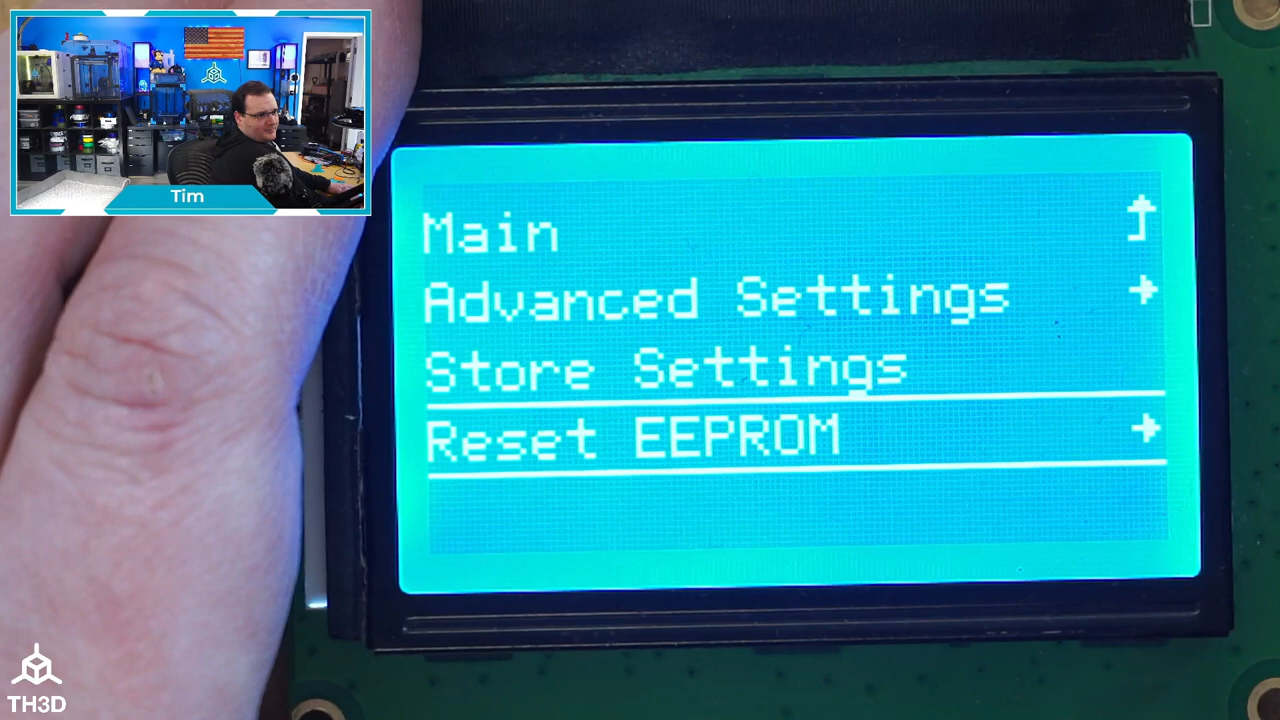 Tim
Main
Advanced Settings
Store Settings
Reset EEPROM
TH3D